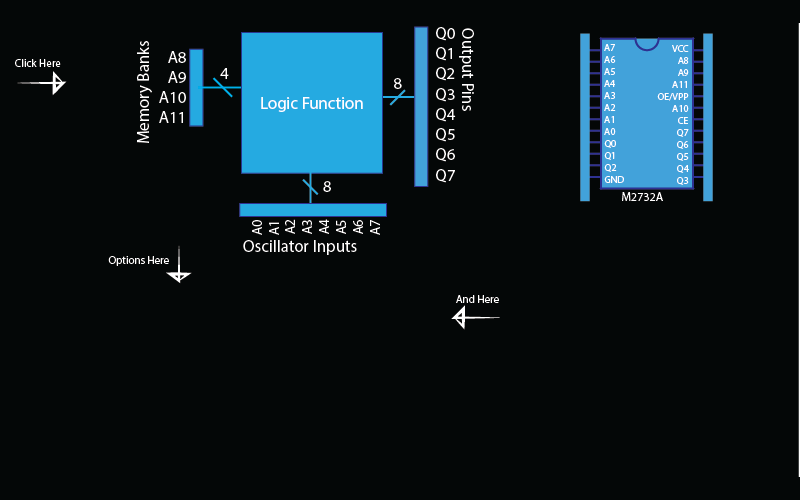 Click Here
Memory Banks
A8
A9
A10
A11
4
Logic Function
8
Q0
Q1
Q2
Q3
Q4
Q5
Q6
Q7
Output Pins
8
A0
A1
A2
A3
A4
A5
A6
A7
Oscillator Inputs
Options Here
And Here
A7 VCC
A6 A8
A5 A9
A4 A11
A3 OE/VPP
A2 A10
A1 CE
A0 Q7
Q0 Q6
Q1 Q5
Q2 Q4
GND Q3
M2732A